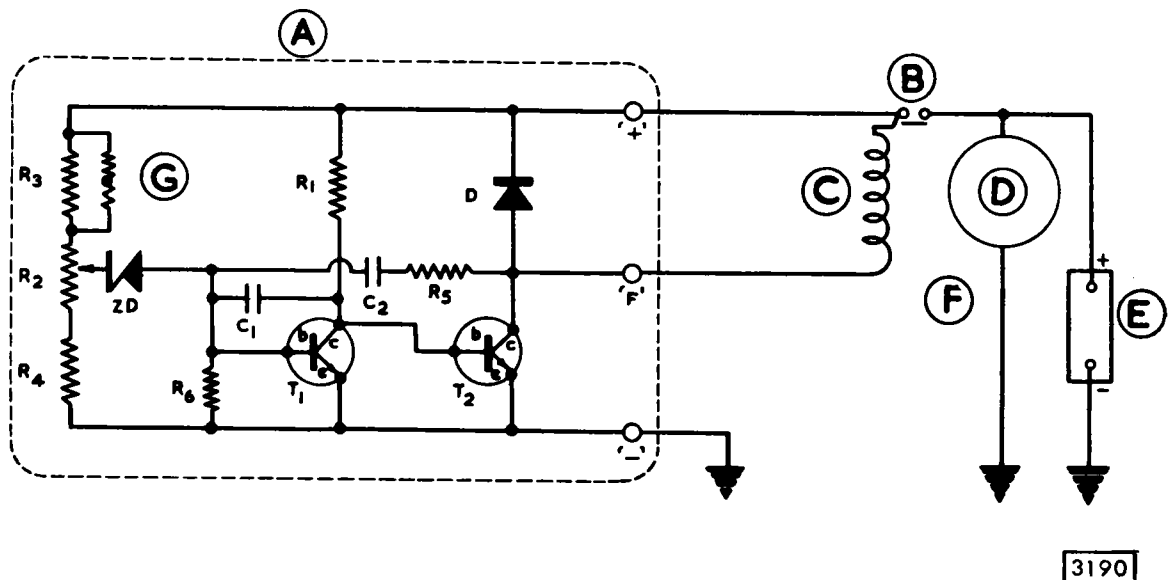 A
B
('+')
R3
G
R1
D
C
D
R2
ZD
C2
R5
('F')
F
+
E
C1
b
c
e
T1
b
c
e
T2
R4
R6
-
('-')
3190